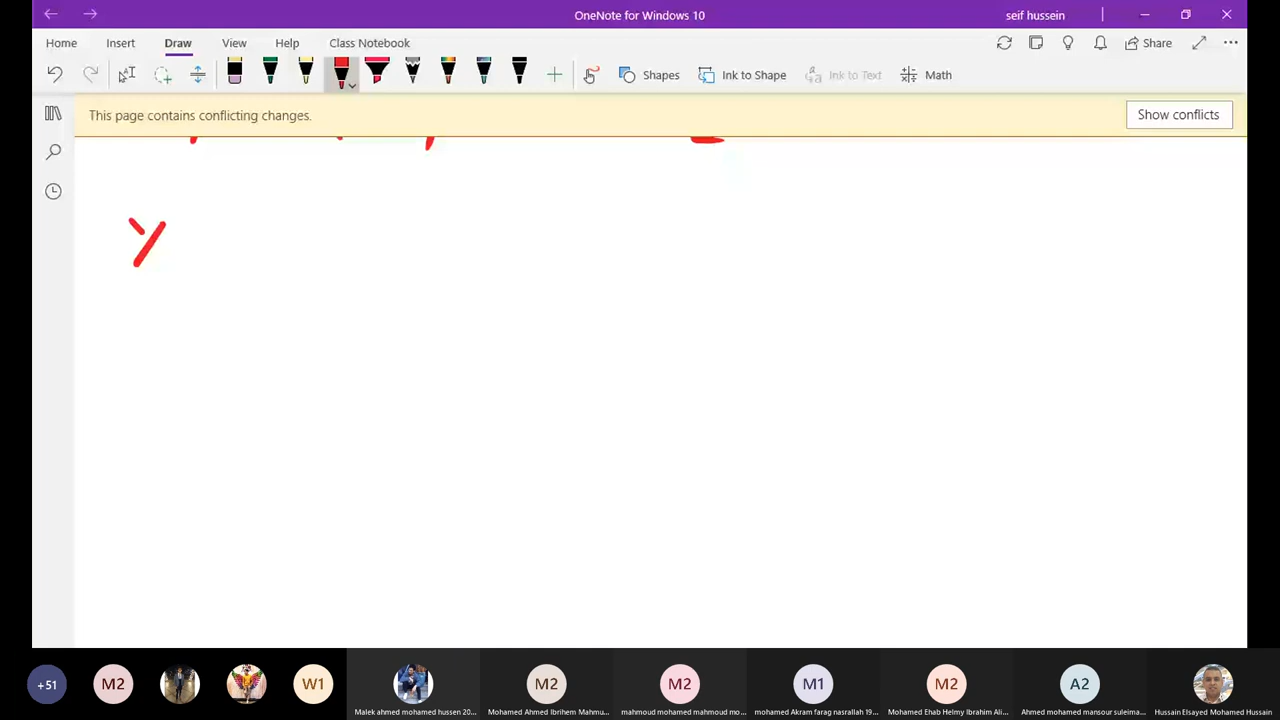 OneNote for Windows 10
seif hussein
Home Insert Draw View Help Class Notebook
Share
Shapes Ink to Shape Ink to Text Math
This page contains conflicting changes.
Show conflicts
y
+51 M2 W1 M2 M2 M1 M2 A2
Malek ahmed mohamed hussen 20...
Mohamed Ahmed Ibrihem Mahmu...
mahmoud mohamed mahmoud mo...
mohamed Akram farag nasrallah 19...
Mohamed Ehab Helmy Ibrahim Ali...
Ahmed mohamed mansour suleima...
Hussain Elsayed Mohamed Hussain